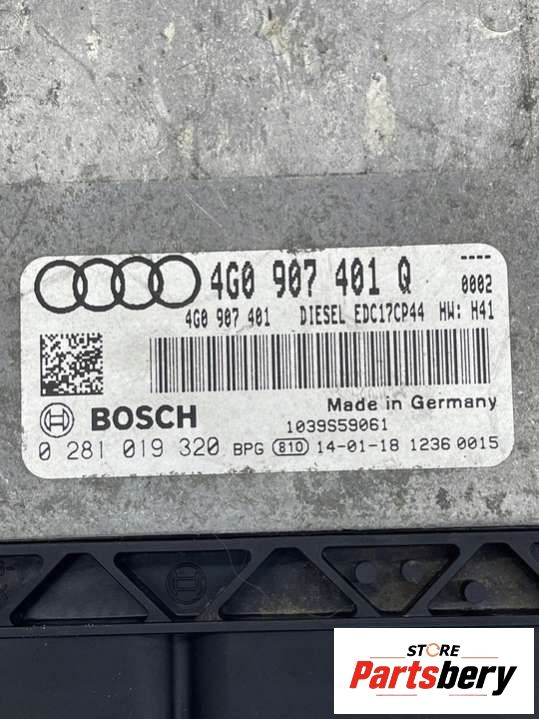 4G0 907 401 Q
----
0002
4G0 907 401 DIESEL EDC17CP44 HW: H41
BOSCH
Made in Germany
1039S59061
0 281 019 320 BPG 810 14-01-18 1236 0015
STORE
Partsbery